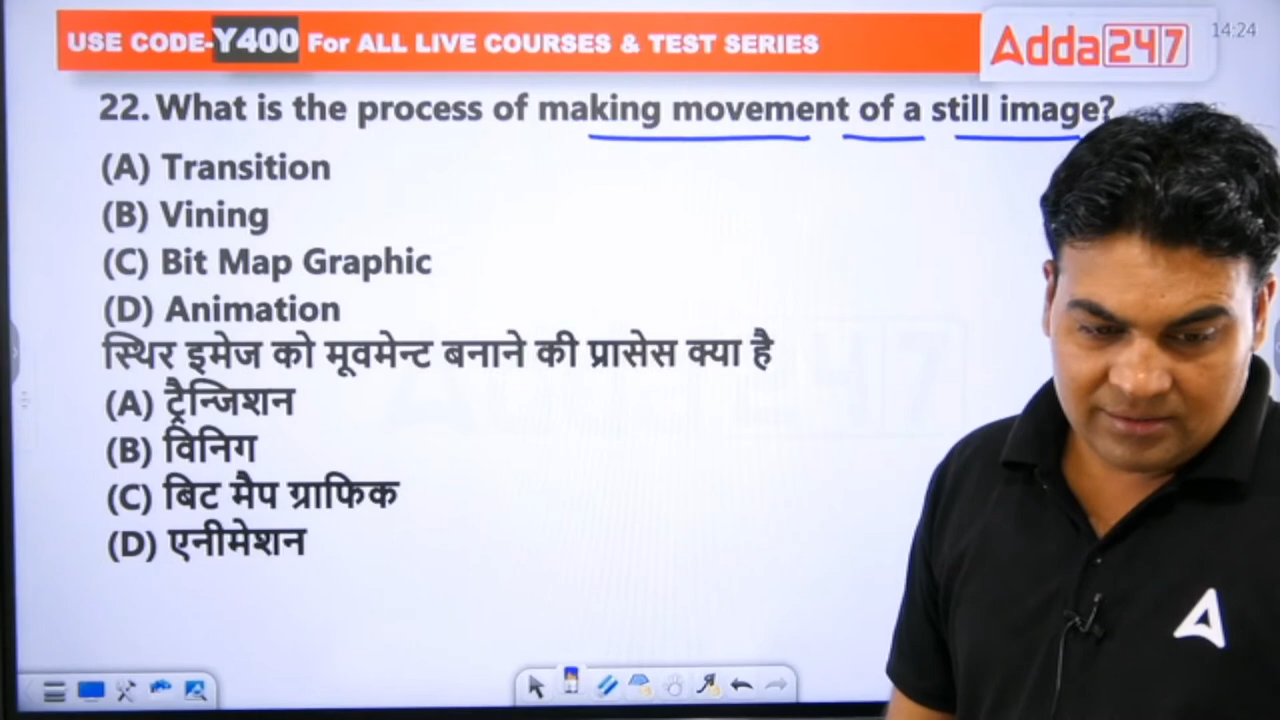 USE CODE-Y400 For ALL LIVE COURSES & TEST SERIES
Adda247
14:24
22. What is the process of making movement of a still image?
(A) Transition
(B) Vining
(C) Bit Map Graphic
(D) Animation
स्थिर इमेज को मूवमेन्ट बनाने की प्रासेस क्या है
(A) ट्रैन्जिशन
(B) विनिग
(C) बिट मैप ग्राफिक
(D) एनीमेशन